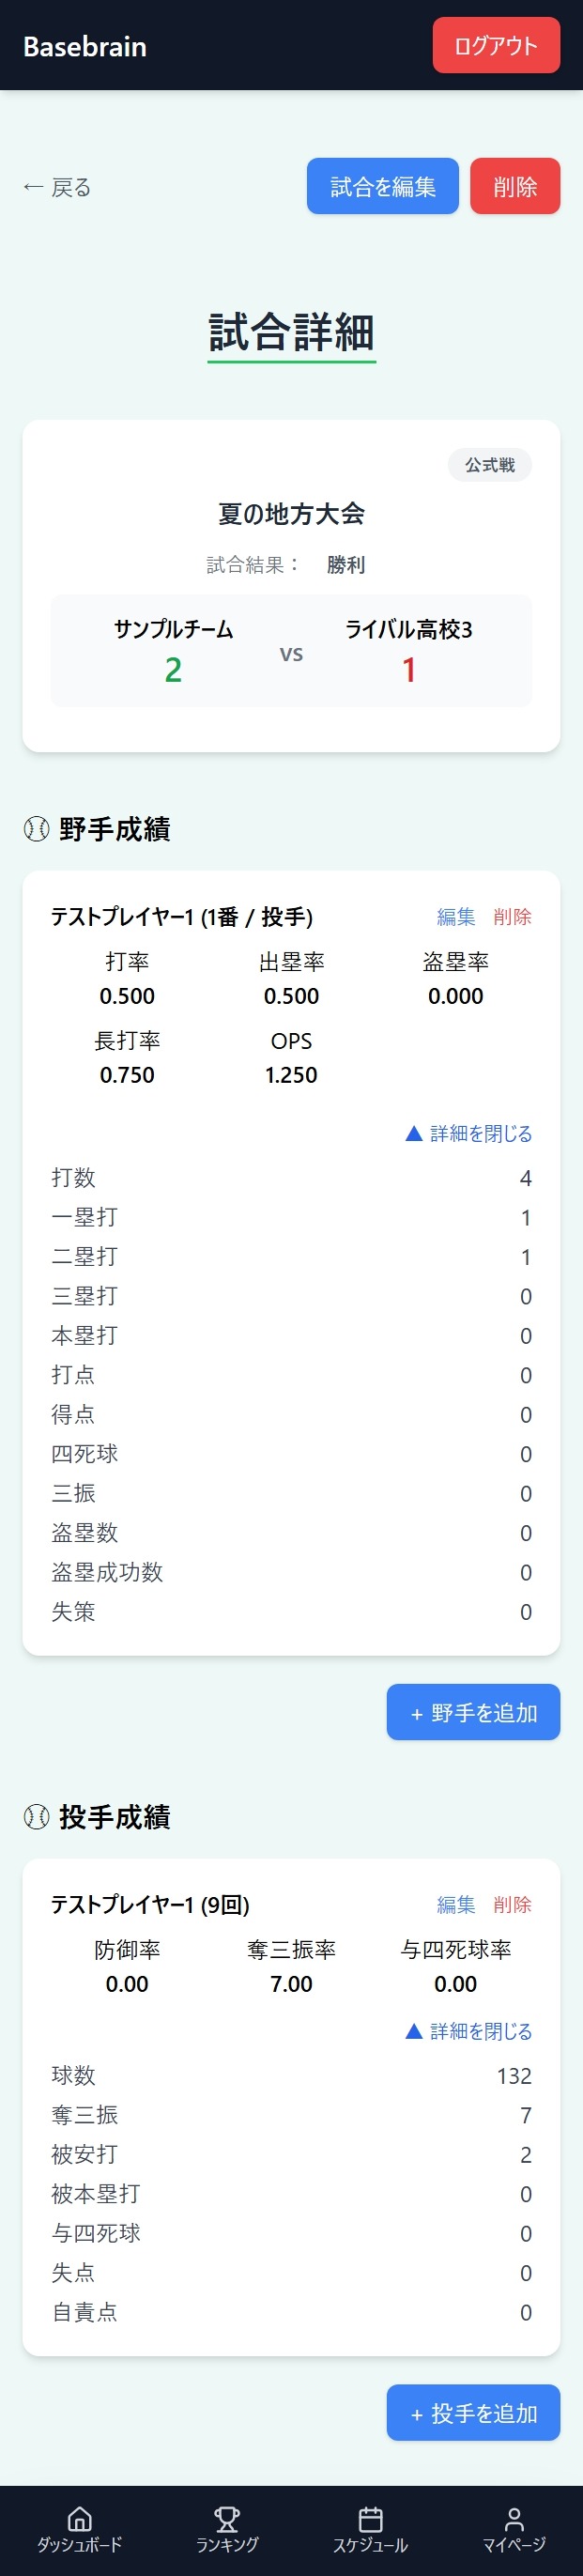 Basebrain ログアウト
← 戻る 試合を編集 削除
試合詳細
公式戦
夏の地方大会
試合結果： 勝利
サンプルチーム VS ライバル高校3
2 1
野手成績
テストプレイヤー1 (1番 / 投手) 編集 削除
打率 出塁率 盗塁率
0.500 0.500 0.000
長打率 OPS
0.750 1.250
▲ 詳細を閉じる
打数 4
一塁打 1
二塁打 1
三塁打 0
本塁打 0
打点 0
得点 0
四死球 0
三振 0
盗塁数 0
盗塁成功数 0
失策 0
+ 野手を追加
投手成績
テストプレイヤー1 (9回) 編集 削除
防御率 奪三振率 与四死球率
0.00 7.00 0.00
▲ 詳細を閉じる
球数 132
奪三振 7
被安打 2
被本塁打 0
与四死球 0
失点 0
自責点 0
+ 投手を追加
ダッシュボード ランキング スケジュール マイページ